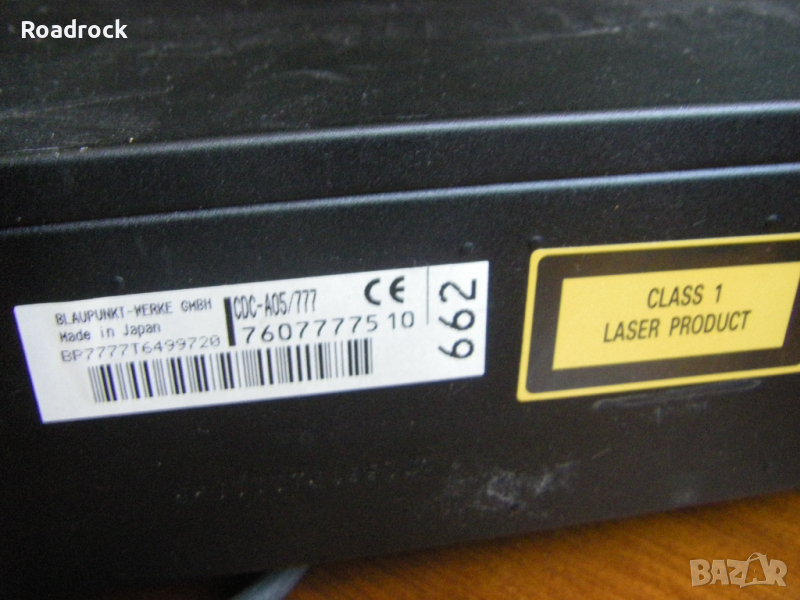 Roadrock
BLAUPUNKT-WERKE GMBH
Made in Japan
BP7777T6499720
CDC-A05/777
CE
7607777510
662
CLASS 1
LASER PRODUCT
BAZAR